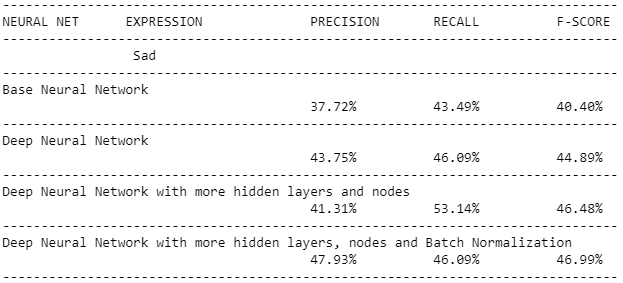 NEURAL NET EXPRESSION PRECISION RECALL F-SCORE
Sad
Base Neural Network
37.72% 43.49% 40.40%
Deep Neural Network
43.75% 46.09% 44.89%
Deep Neural Network with more hidden layers and nodes
41.31% 53.14% 46.48%
Deep Neural Network with more hidden layers, nodes and Batch Normalization
47.93% 46.09% 46.99%